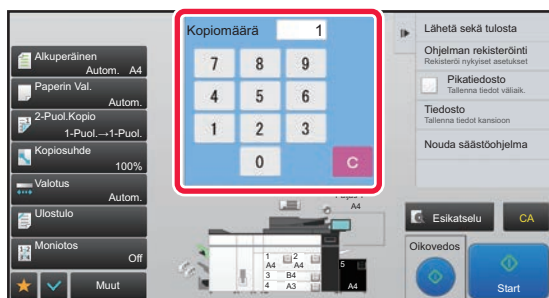 Kopiomäärä 1
7 8 9
4 5 6
1 2 3
0 C
Alkuperäinen
Autom. A4
Paperin Val.
Autom.
2-Puol.Kopio
1-Puol.→1-Puol.
Kopiosuhde
100%
Valotus
Autom.
Ulostulo
Moniotos
Off
Muut
A4
1 A4
2 A4
3 B4
4 A3
5 A4
Lähetä sekä tulosta
Ohjelman rekisteröinti
Rekisteröi nykyiset asetukset
Pikatiedosto
Tallenna tiedot väliaik.
Tiedosto
Tallenna tiedot kansioon
Nouda säästöohjelma
Esikatselu
CA
Oikovedos
Start